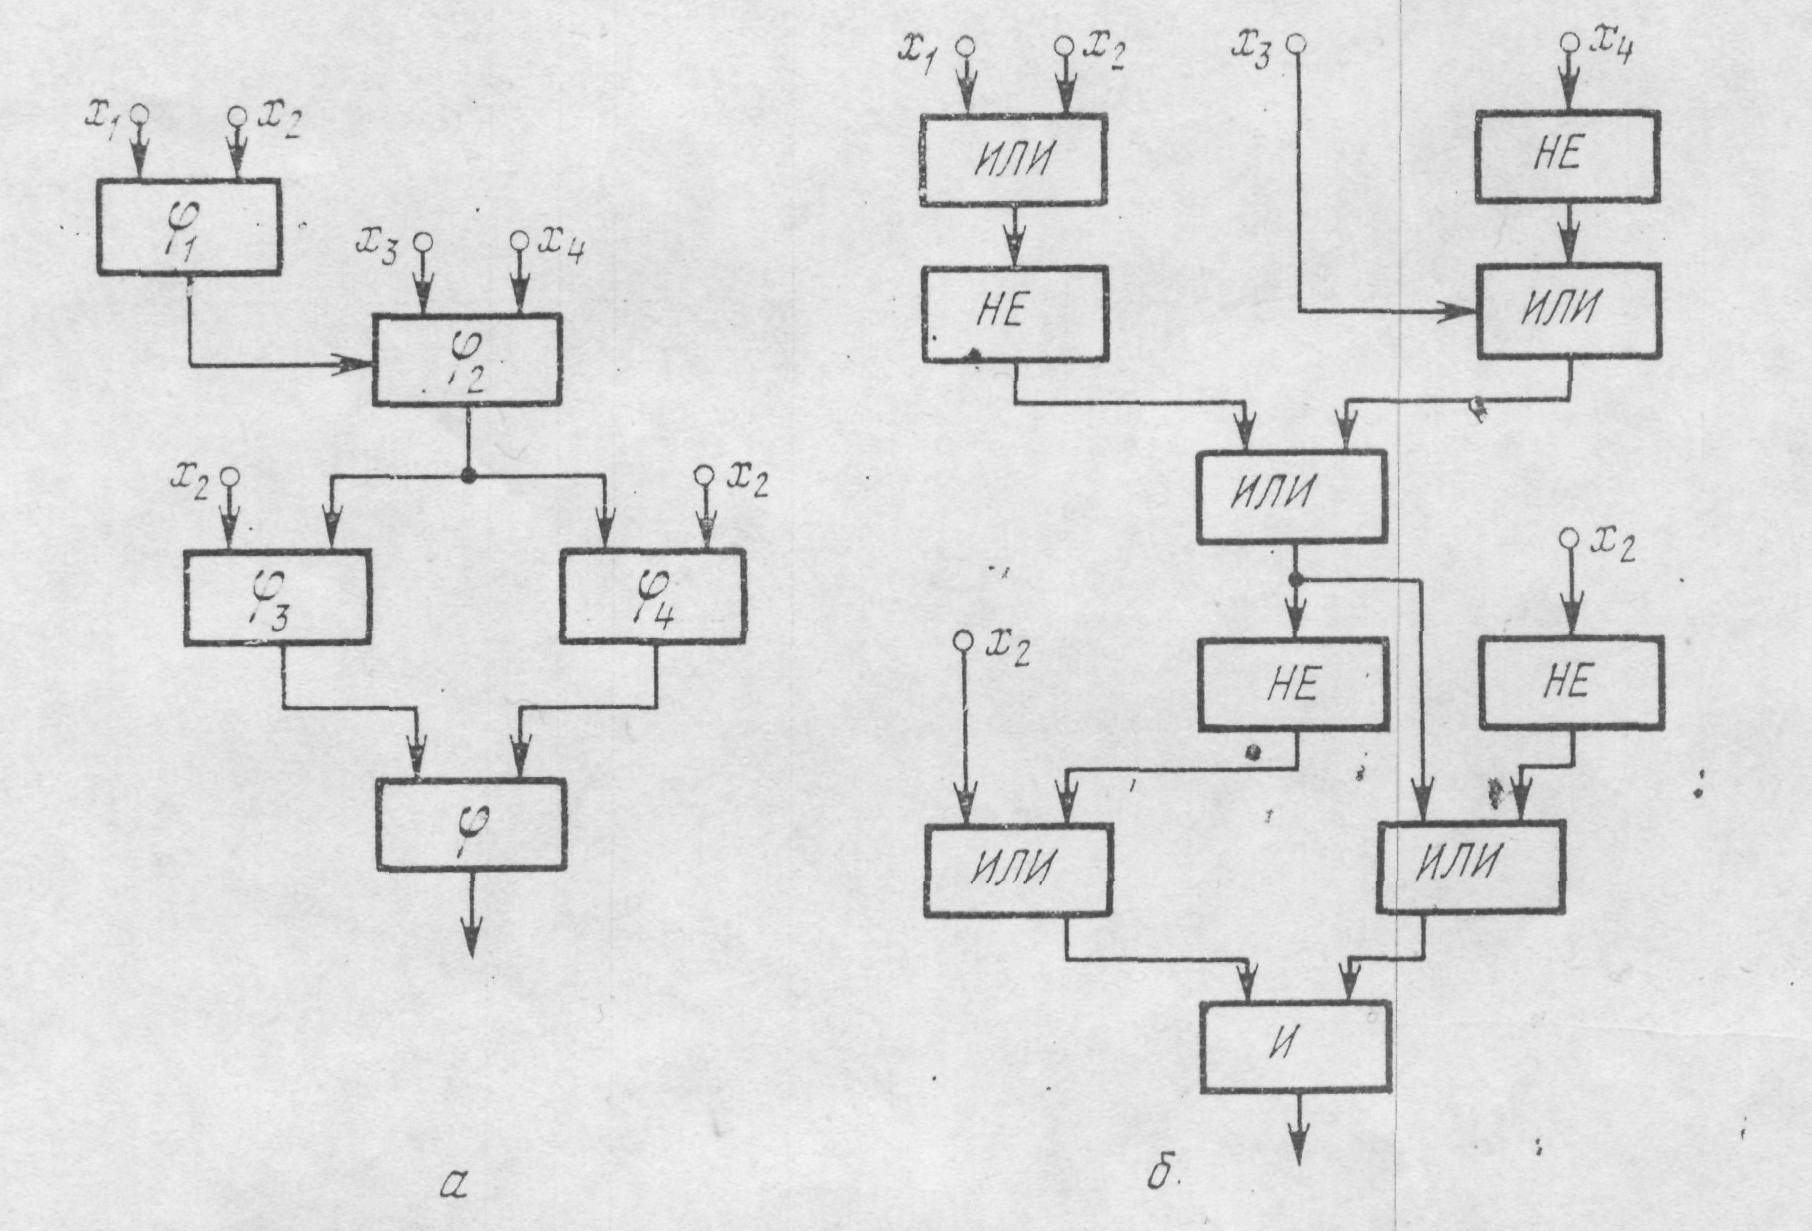 x₁ x₂
φ₁
x₃ x₄
φ₂
x₂ x₂
φ₃ φ₄
φ
а
x₁ x₂ x₃ x₄
ИЛИ НЕ
НЕ ИЛИ
ИЛИ
x₂
x₂ НЕ НЕ
ИЛИ ИЛИ
И
б.